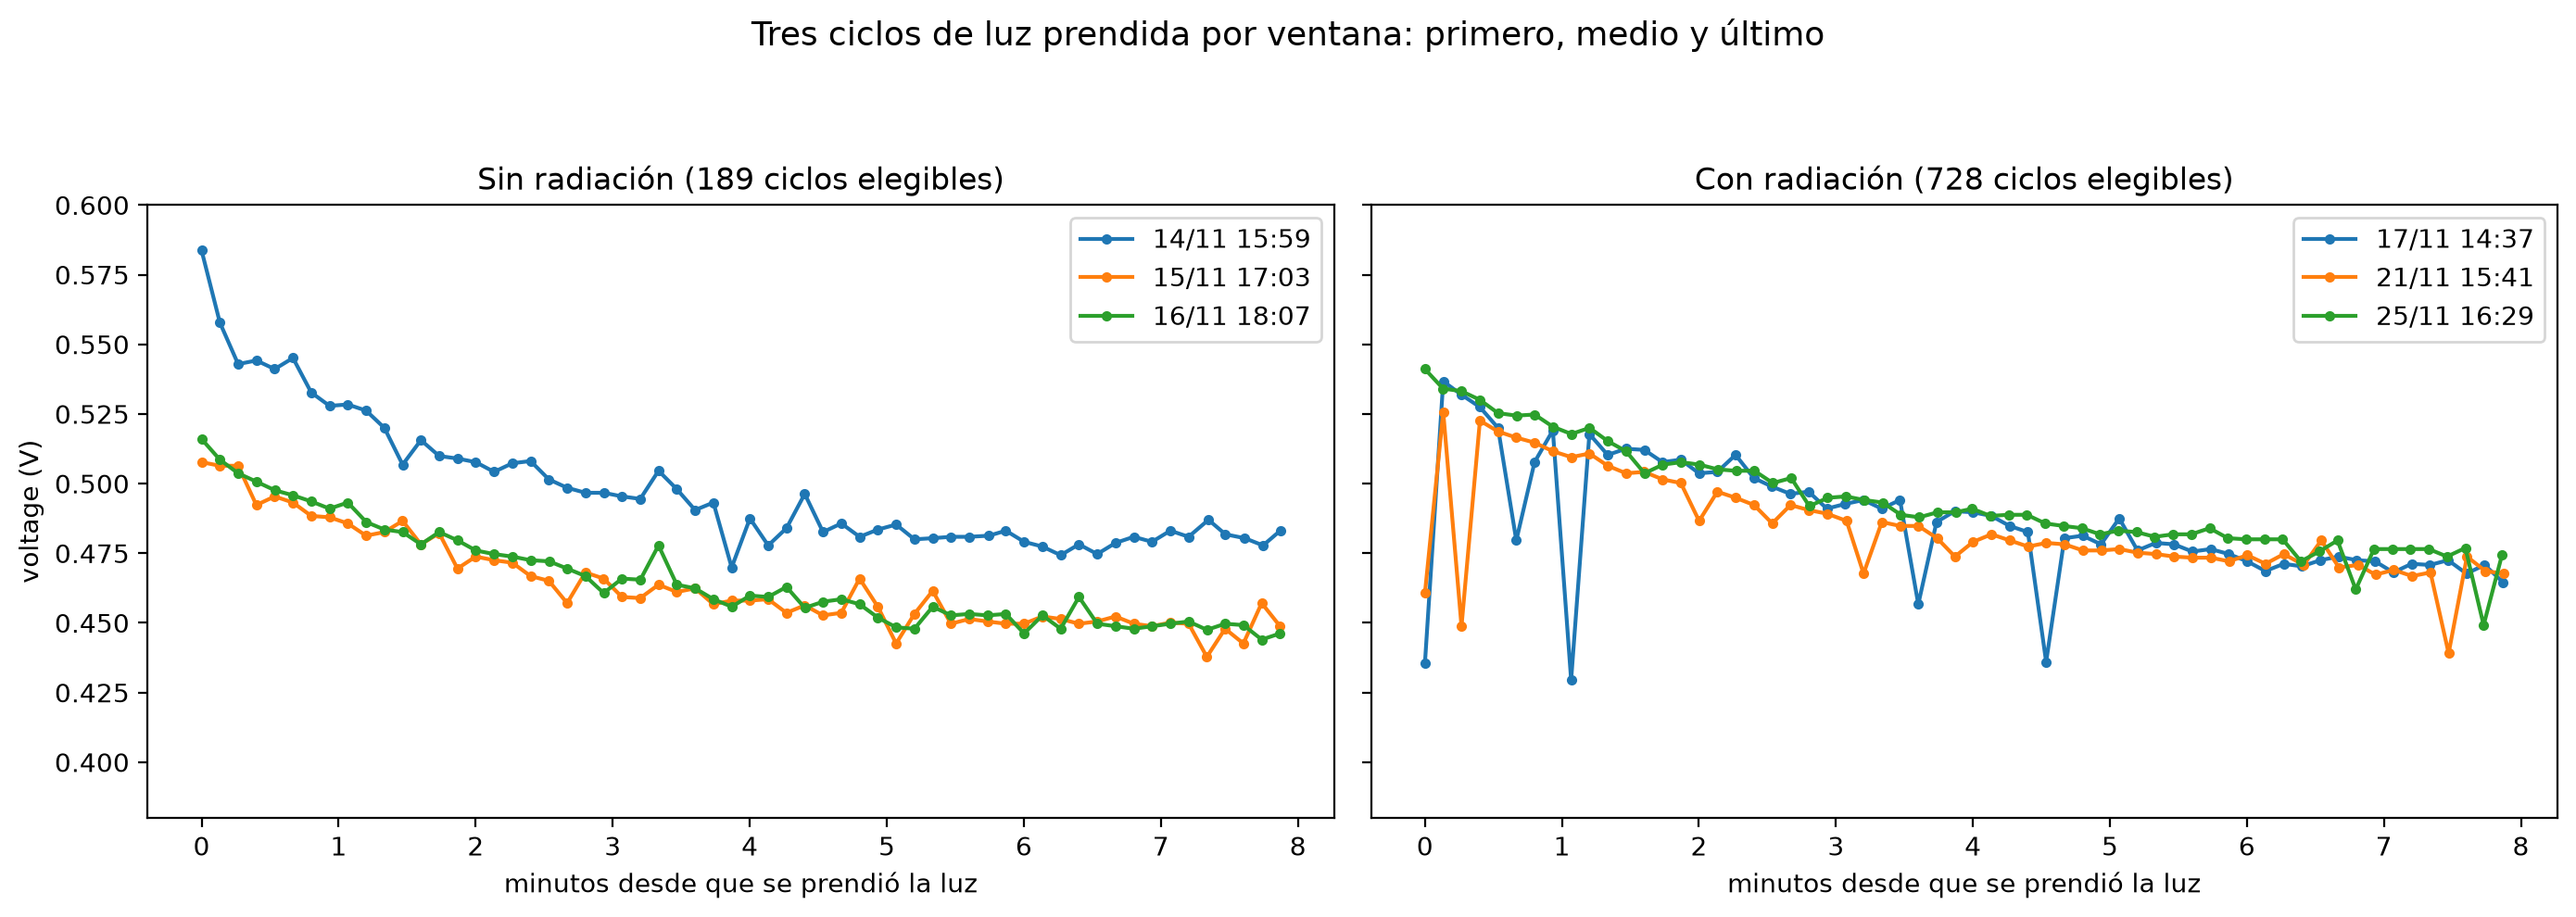 Tres ciclos de luz prendida por ventana: primero, medio y último
Sin radiación (189 ciclos elegibles)
14/11 15:59
15/11 17:03
16/11 18:07
voltage (V)
0.600
0.575
0.550
0.525
0.500
0.475
0.450
0.425
0.400
0 1 2 3 4 5 6 7 8
minutos desde que se prendió la luz
Con radiación (728 ciclos elegibles)
17/11 14:37
21/11 15:41
25/11 16:29
0 1 2 3 4 5 6 7 8
minutos desde que se prendió la luz